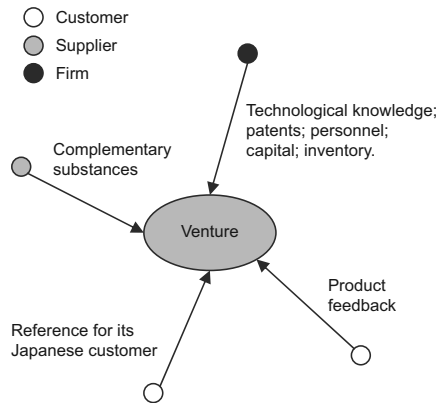 Customer
Supplier
Firm
Technological knowledge;
patents; personnel;
capital; inventory.
Complementary
substances
Venture
Product
feedback
Reference for its
Japanese customer